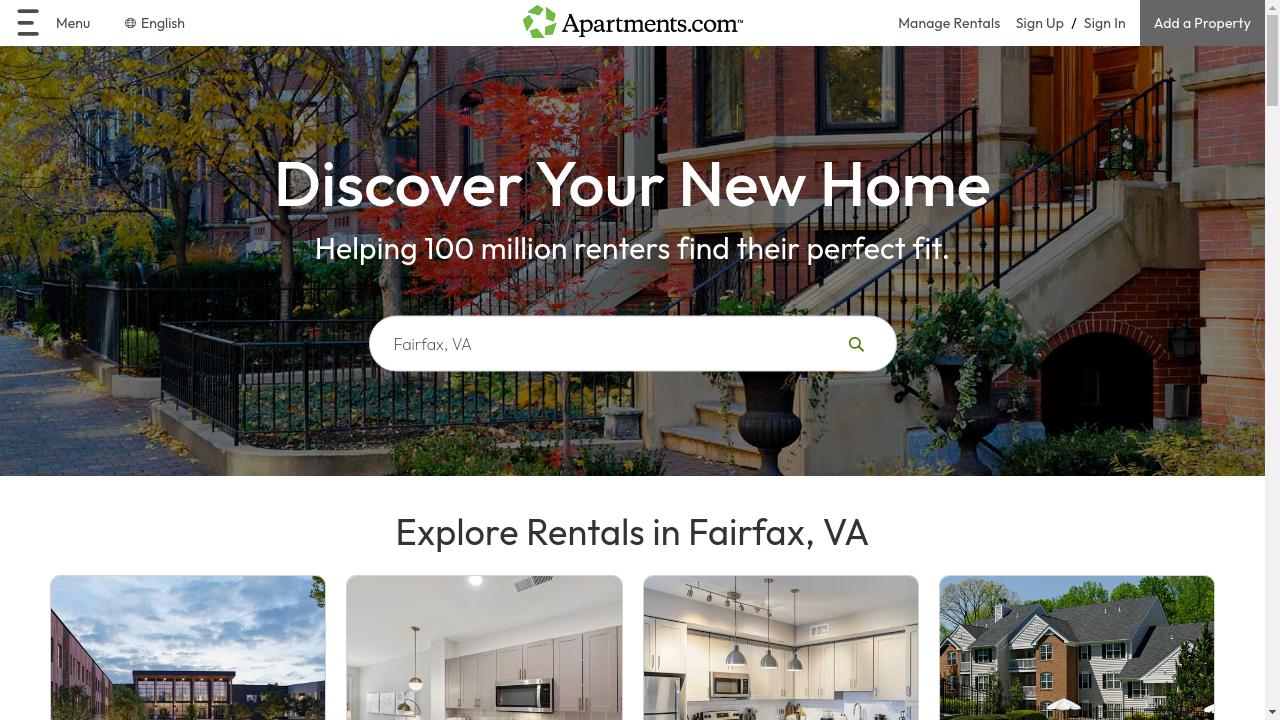 Menu
English
Apartments.com™
Manage Rentals
Sign Up / Sign In
Add a Property
Discover Your New Home
Helping 100 million renters find their perfect fit.
Fairfax, VA
Explore Rentals in Fairfax, VA